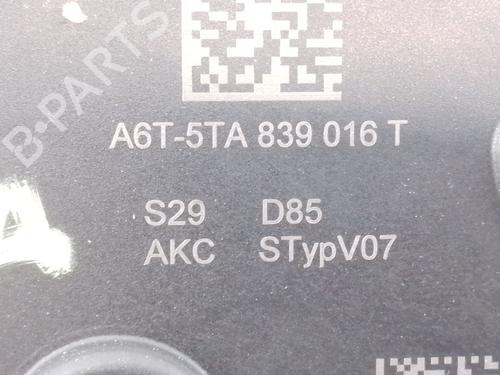 B-PARTS
A6T-5TA 839 016 T
S29 D85
AKC STypV07